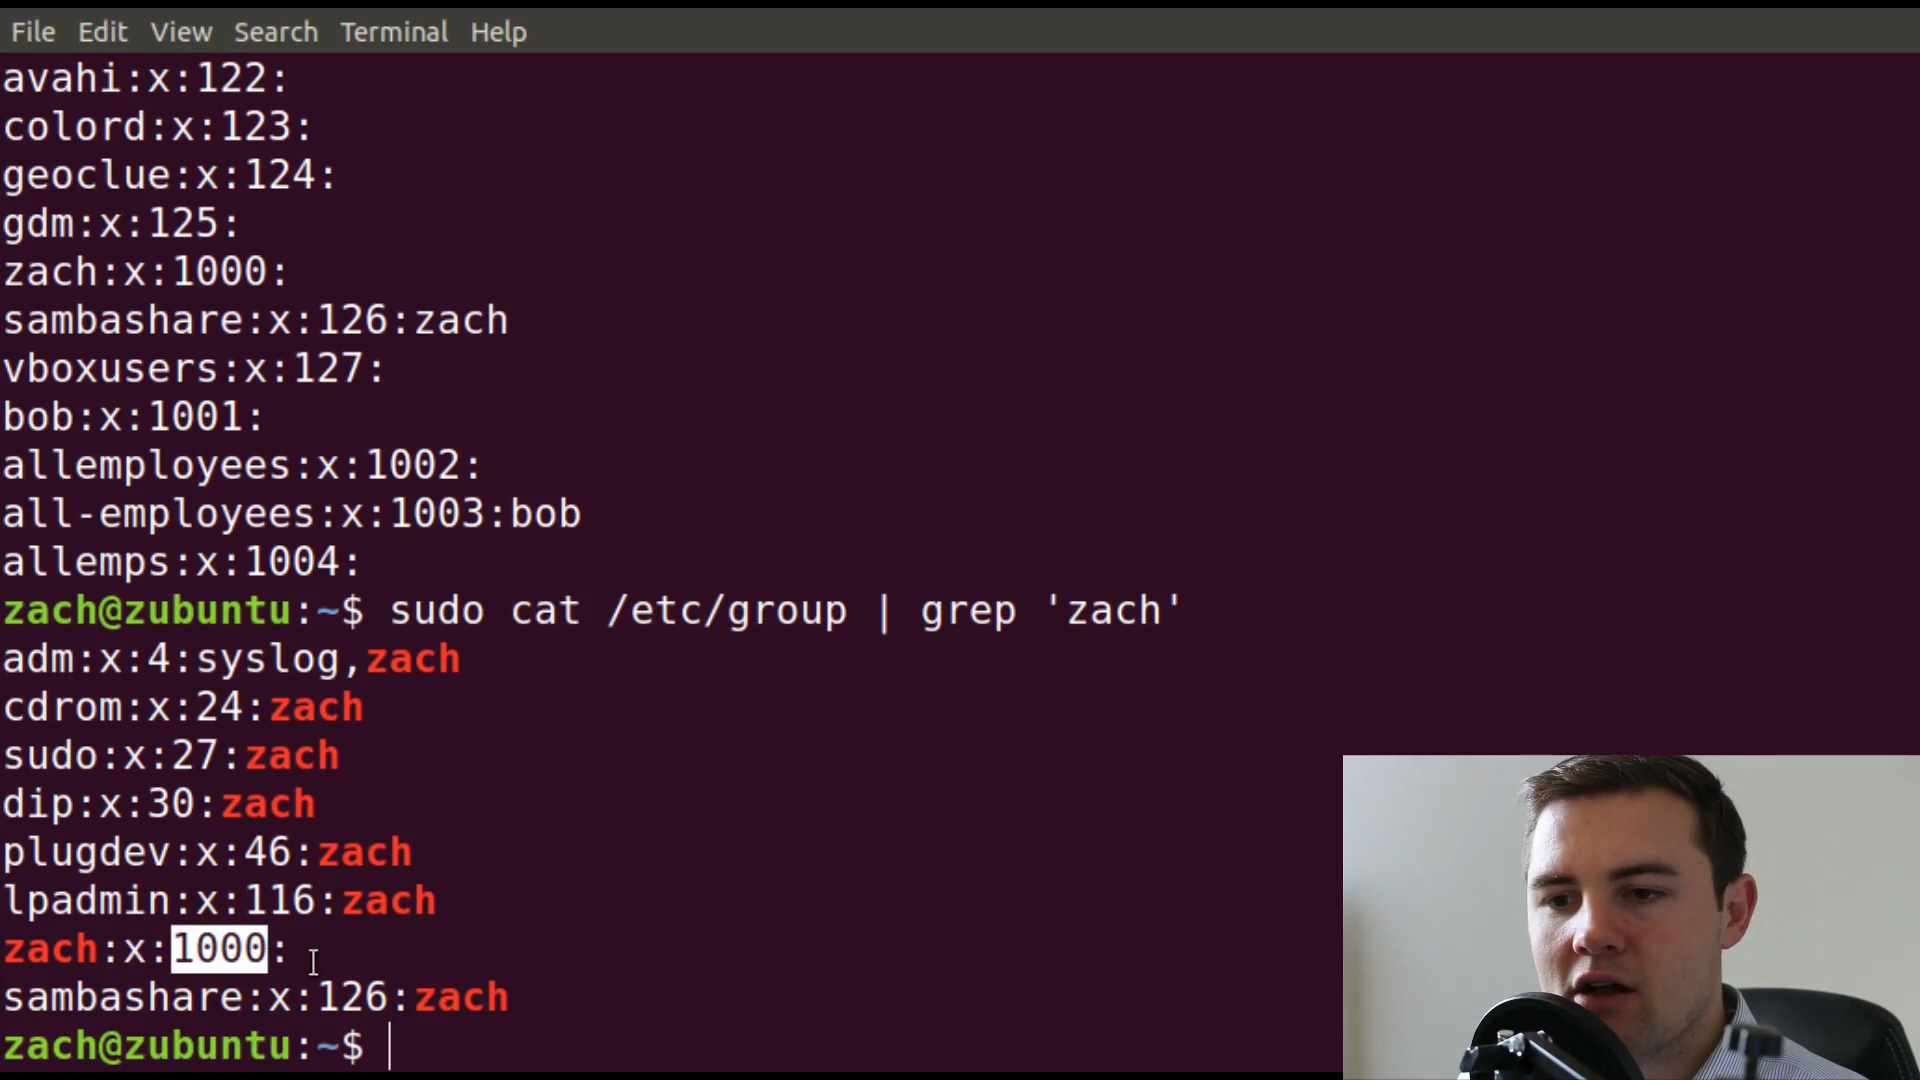 File Edit View Search Terminal Help
avahi:x:122:
colord:x:123:
geoclue:x:124:
gdm:x:125:
zach:x:1000:
sambashare:x:126:zach
vboxusers:x:127:
bob:x:1001:
allemployees:x:1002:
all-employees:x:1003:bob
allemps:x:1004:
zach@zubuntu:~$ sudo cat /etc/group | grep 'zach'
adm:x:4:syslog,zach
cdrom:x:24:zach
sudo:x:27:zach
dip:x:30:zach
plugdev:x:46:zach
lpadmin:x:116:zach
zach:x:1000:
sambashare:x:126:zach
zach@zubuntu:~$